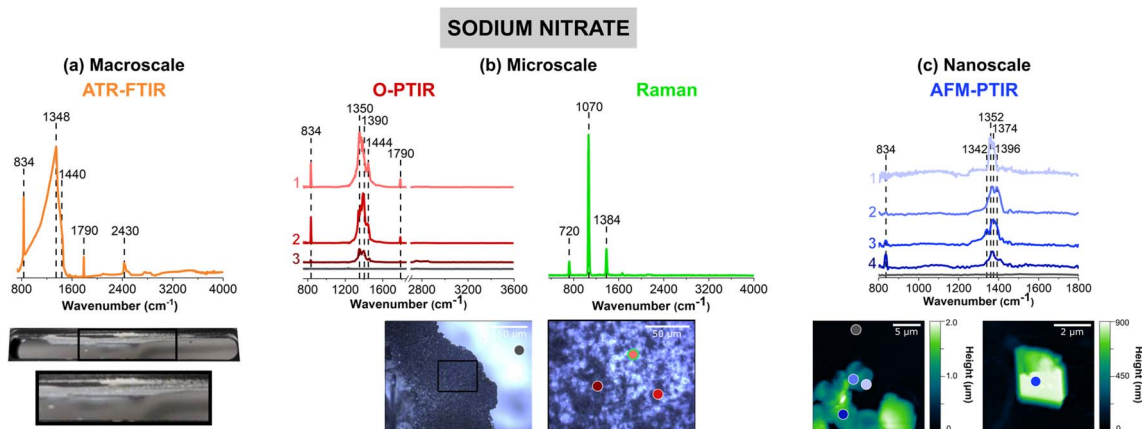 SODIUM NITRATE
(a) Macroscale
ATR-FTIR
1348
834
1440
1790
2430
800 1600 2400 3200 4000
Wavenumber (cm-1)
(b) Microscale
O-PTIR
1350
1390
834
1444
1790
1
2
3
800 1400 2000 2800 3600
Wavenumber (cm-1)
50 µm
Raman
1070
720
1384
800 1600 2400 3200 4000
Wavenumber (cm-1)
50 µm
(c) Nanoscale
AFM-PTIR
1352
1374
834
1342
1396
1
2
3
4
800 1000 1200 1400 1600 1800
Wavenumber (cm-1)
5 µm
2.0
1.0
0
Height (µm)
2 µm
900
450
0
Height (nm)